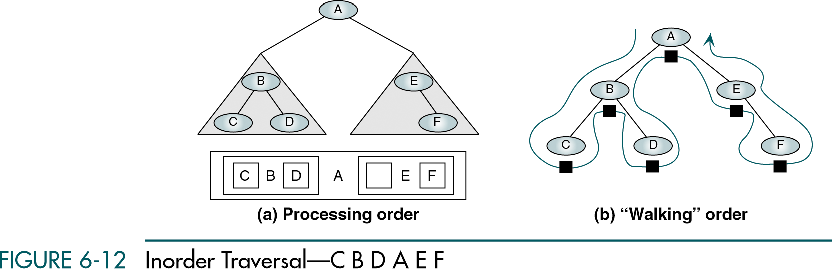 A
B
E
C
D
F
C B D A E F
(a) Processing order
A
B
E
C
D
F
(b) “Walking” order
FIGURE 6-12 Inorder Traversal—C B D A E F